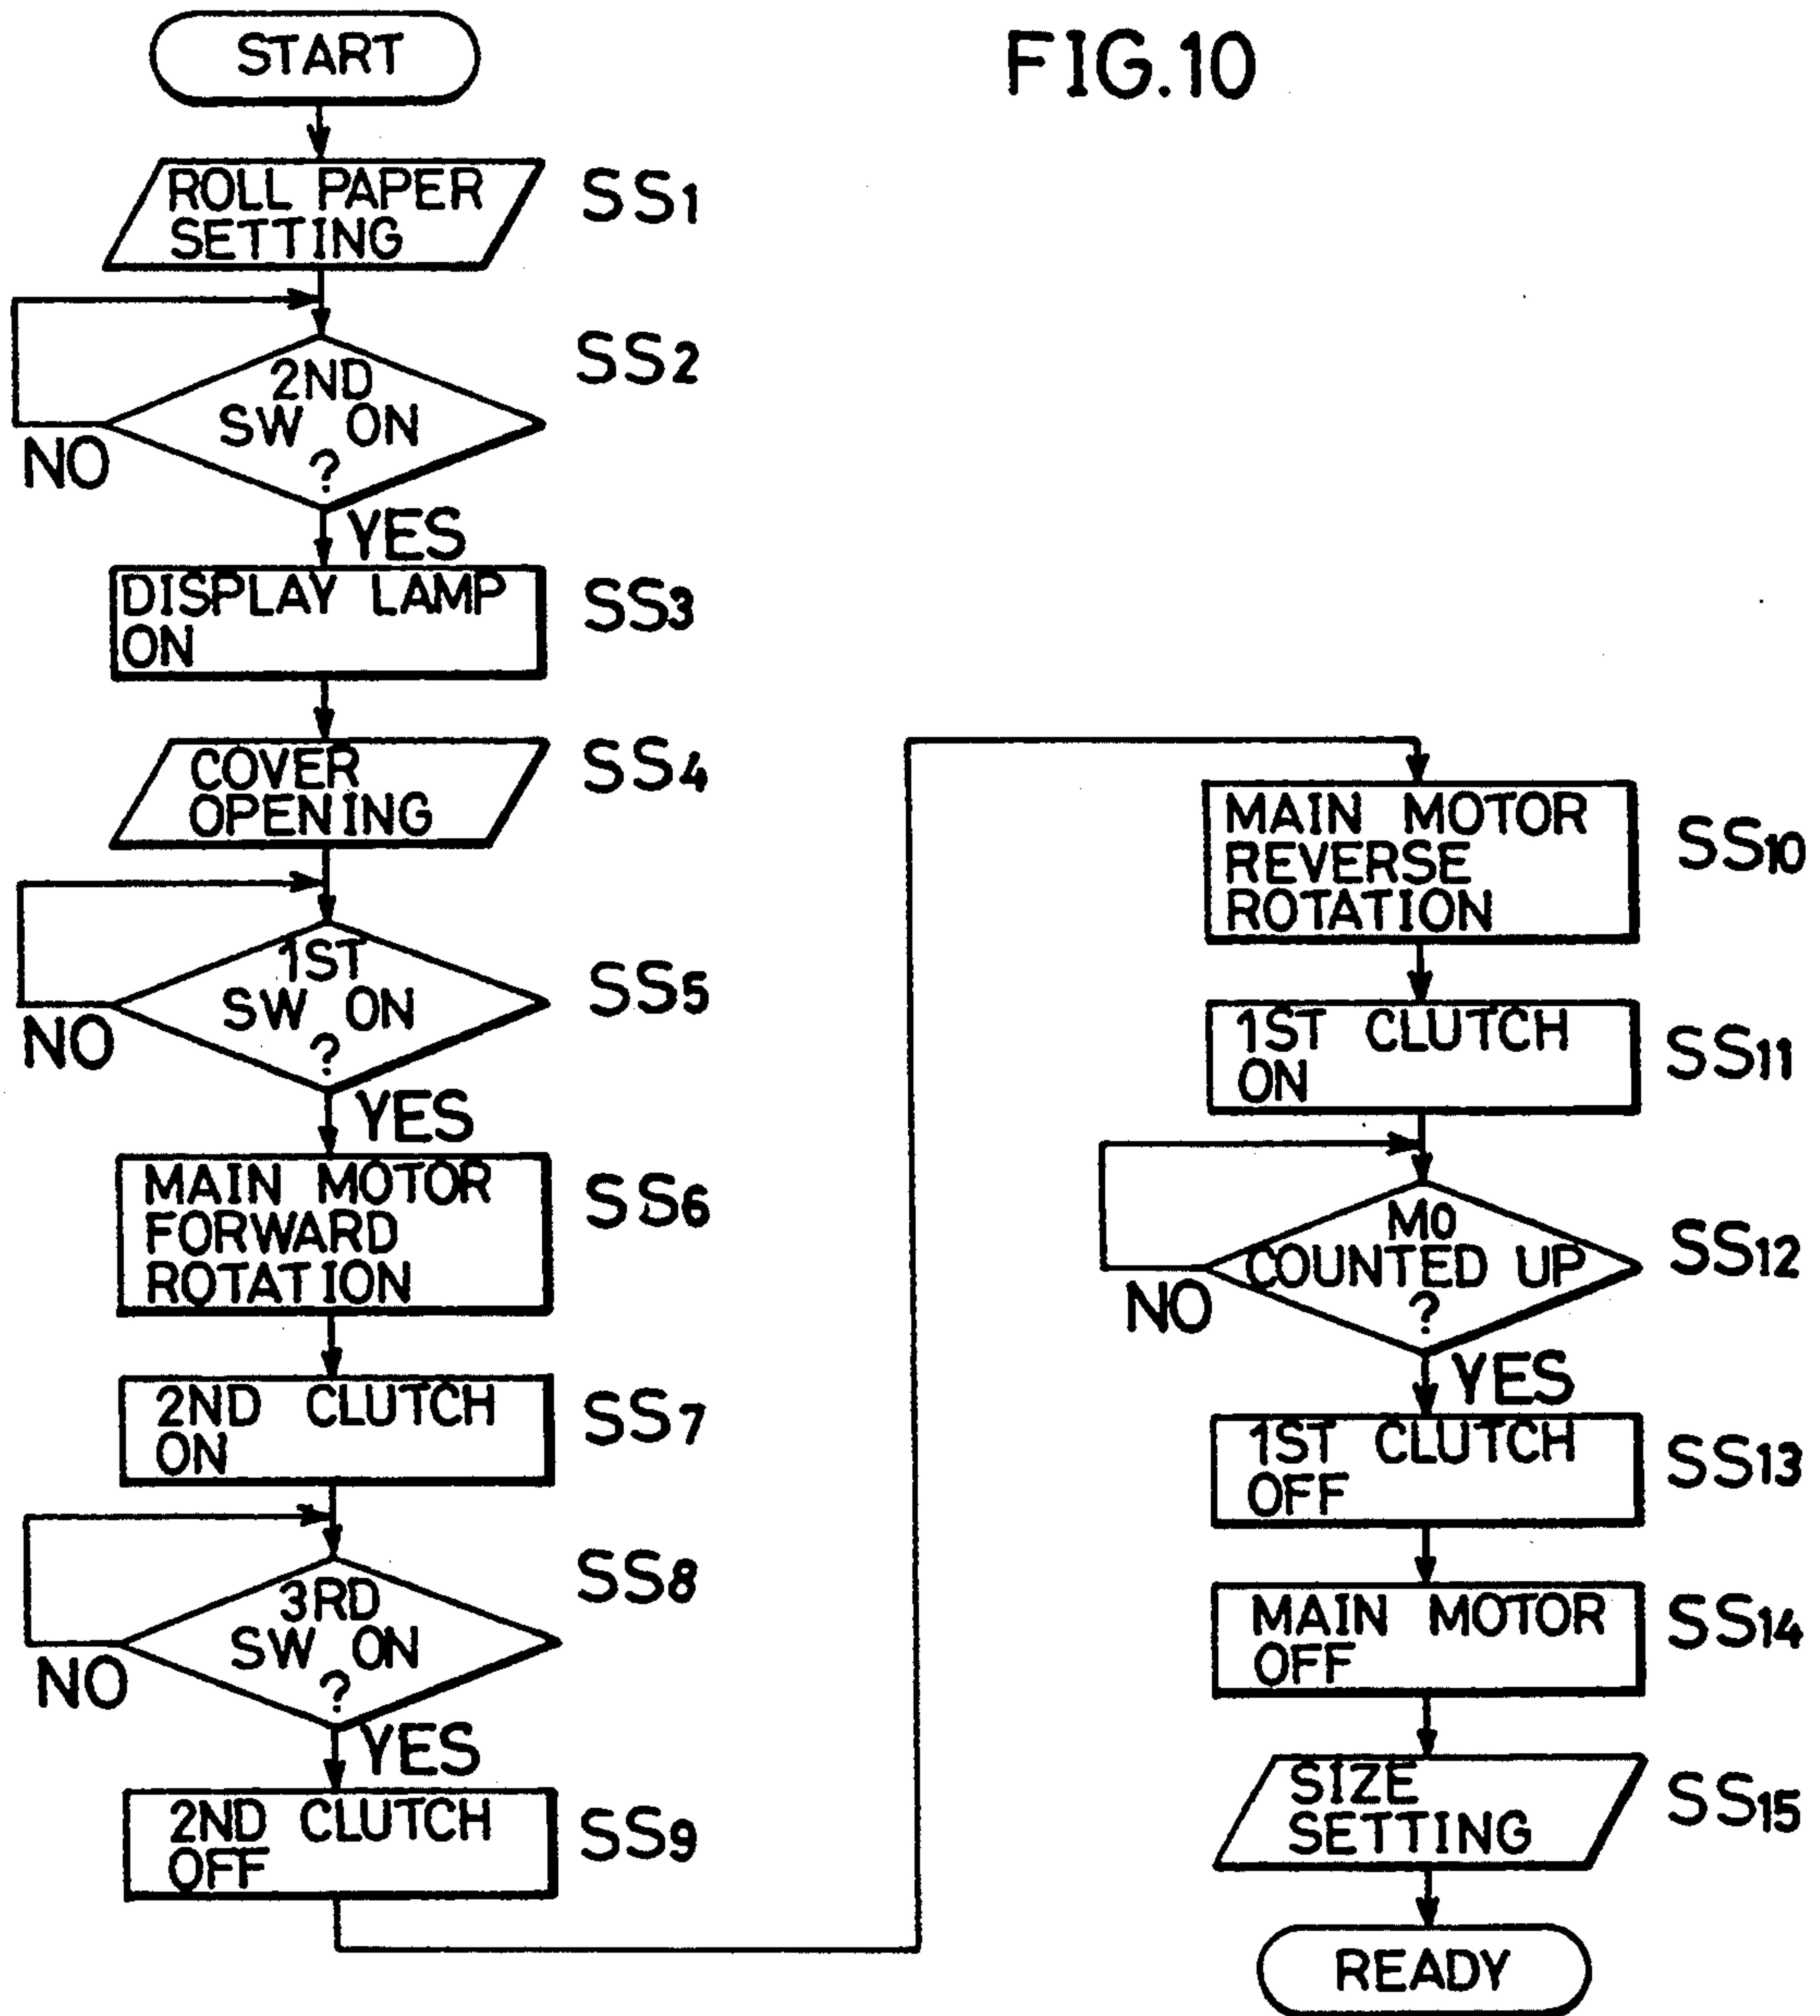 FIG.10
START
ROLL PAPER
SETTING
SS1
2ND
SW ON
?
SS2
NO
YES
DISPLAY LAMP
ON
SS3
COVER
OPENING
SS4
1ST
SW ON
?
SS5
NO
YES
MAIN MOTOR
FORWARD
ROTATION
SS6
2ND CLUTCH
ON
SS7
3RD
SW ON
?
SS8
NO
YES
2ND CLUTCH
OFF
SS9
MAIN MOTOR
REVERSE
ROTATION
SS10
1ST CLUTCH
ON
SS11
M0
COUNTED UP
?
SS12
NO
YES
1ST CLUTCH
OFF
SS13
MAIN MOTOR
OFF
SS14
SIZE
SETTING
SS15
READY